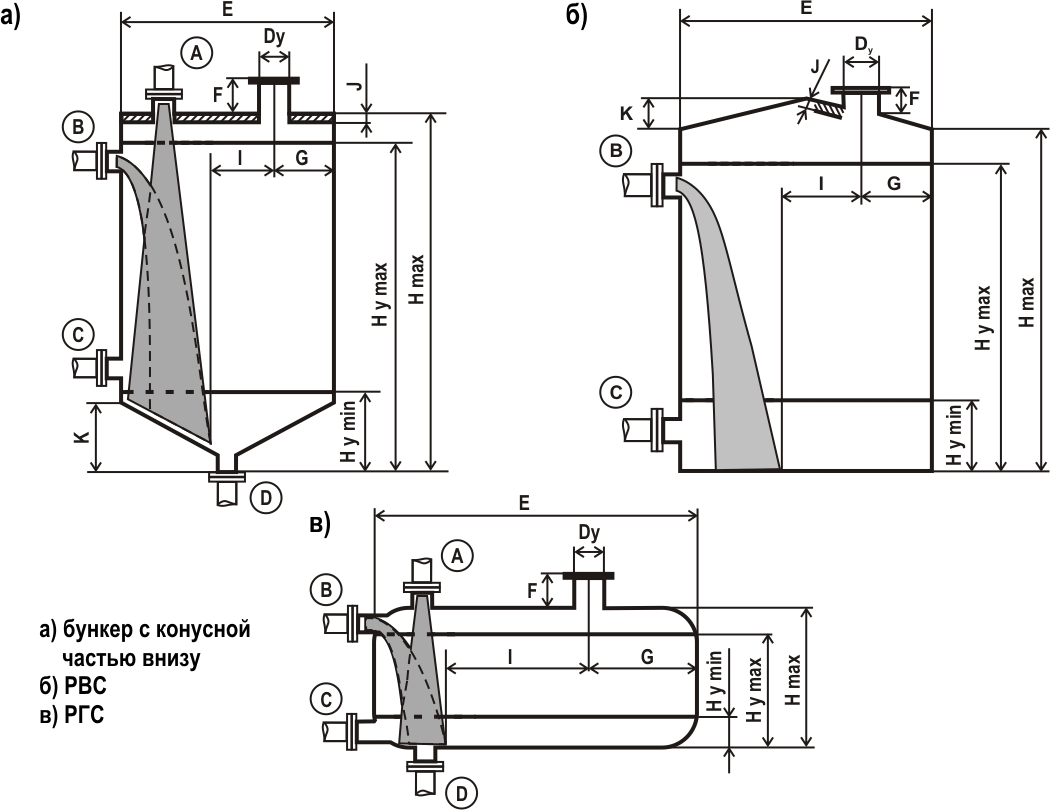 а)
E
A
Dy
F
J
B
I
G
C
H y max
H max
K
H y min
D
б)
E
Dy
J
K
F
B
I
G
C
H y max
H max
H y min
в)
E
A
Dy
F
B
I
G
C
H y min
H y max
H max
D
а) бункер с конусной
частью внизу
б) РВС
в) РГС